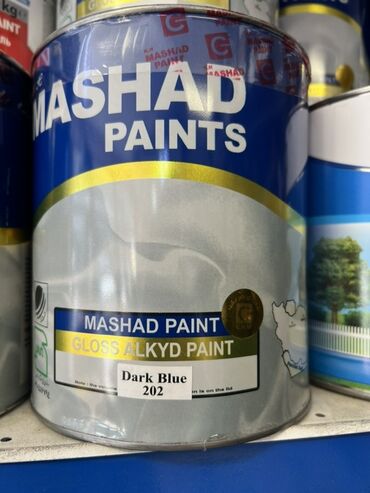 MASHAD
PAINTS
MASHAD PAINT
GLOSS ALKYD PAINT
Dark Blue
202